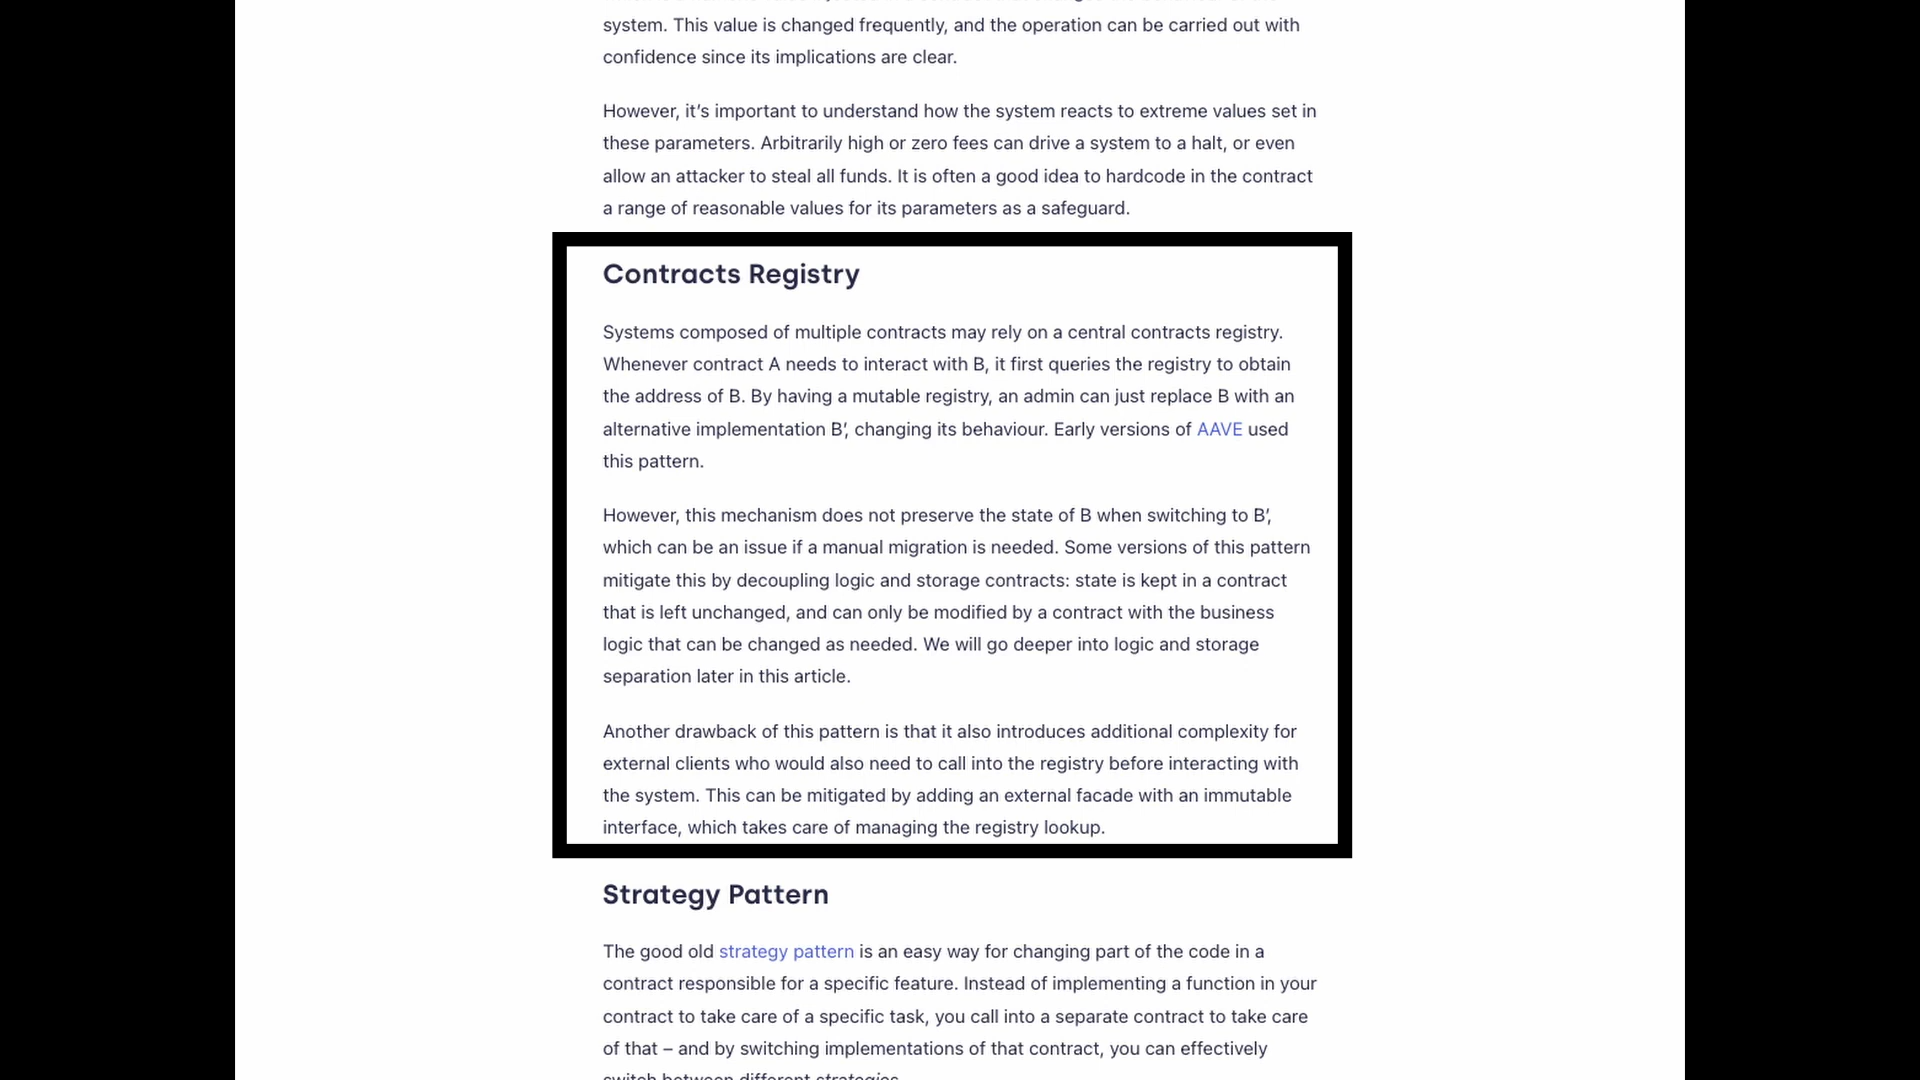 system. This value is changed frequently, and the operation can be carried out with
confidence since its implications are clear.
However, it’s important to understand how the system reacts to extreme values set in
these parameters. Arbitrarily high or zero fees can drive a system to a halt, or even
allow an attacker to steal all funds. It is often a good idea to hardcode in the contract
a range of reasonable values for its parameters as a safeguard.
Contracts Registry
Systems composed of multiple contracts may rely on a central contracts registry.
Whenever contract A needs to interact with B, it first queries the registry to obtain
the address of B. By having a mutable registry, an admin can just replace B with an
alternative implementation B’, changing its behaviour. Early versions of AAVE used
this pattern.
However, this mechanism does not preserve the state of B when switching to B’,
which can be an issue if a manual migration is needed. Some versions of this pattern
mitigate this by decoupling logic and storage contracts: state is kept in a contract
that is left unchanged, and can only be modified by a contract with the business
logic that can be changed as needed. We will go deeper into logic and storage
separation later in this article.
Another drawback of this pattern is that it also introduces additional complexity for
external clients who would also need to call into the registry before interacting with
the system. This can be mitigated by adding an external facade with an immutable
interface, which takes care of managing the registry lookup.
Strategy Pattern
The good old strategy pattern is an easy way for changing part of the code in a
contract responsible for a specific feature. Instead of implementing a function in your
contract to take care of a specific task, you call into a separate contract to take care
of that – and by switching implementations of that contract, you can effectively
switch between different strategies.